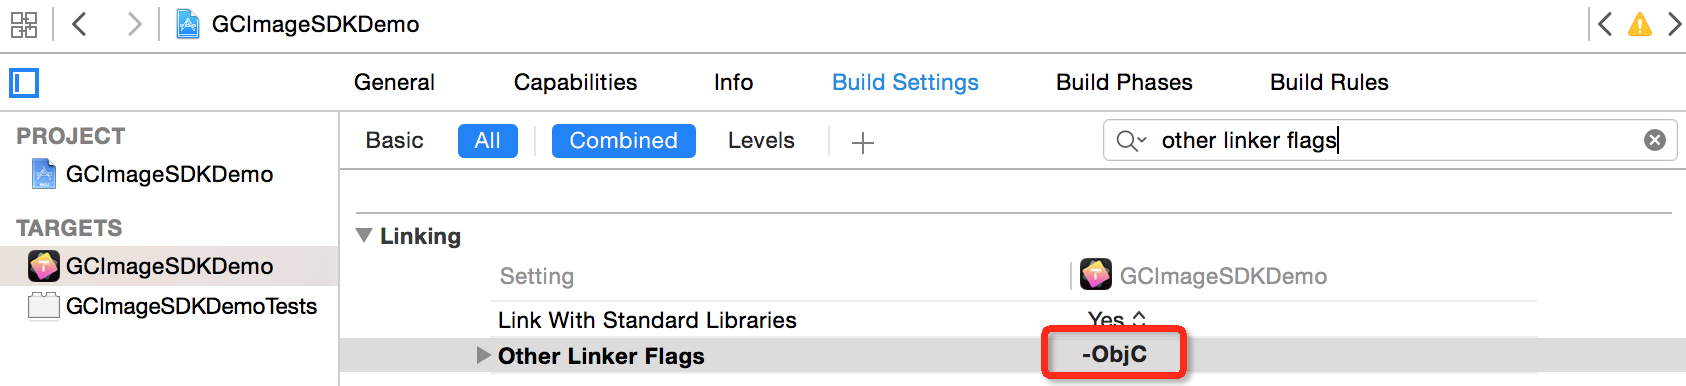 GCImageSDKDemo
General Capabilities Info Build Settings Build Phases Build Rules
PROJECT
GCImageSDKDemo
TARGETS
GCImageSDKDemo
GCImageSDKDemoTests
Basic All Combined Levels
other linker flags
Linking
Setting GCImageSDKDemo
Link With Standard Libraries Yes
Other Linker Flags -ObjC